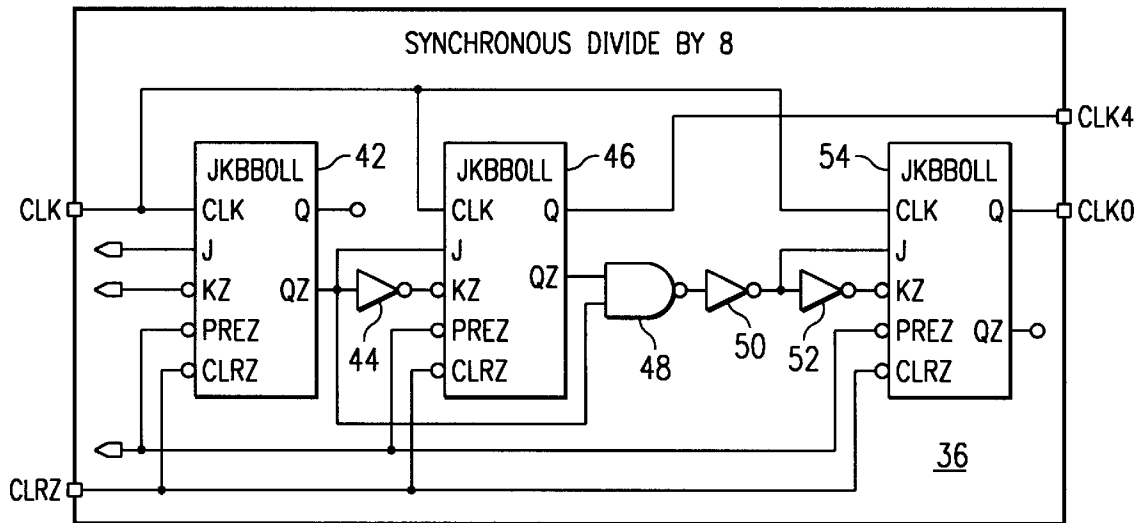 SYNCHRONOUS DIVIDE BY 8
CLK4
JKBBOLL 42
JKBBOLL 46
54 JKBBOLL
CLK
CLK Q
CLK Q
CLK Q
CLKO
J
J
J
KZ QZ
KZ QZ
KZ
PREZ
PREZ
PREZ QZ
CLRZ
CLRZ
CLRZ
44
48
50
52
36
CLRZ